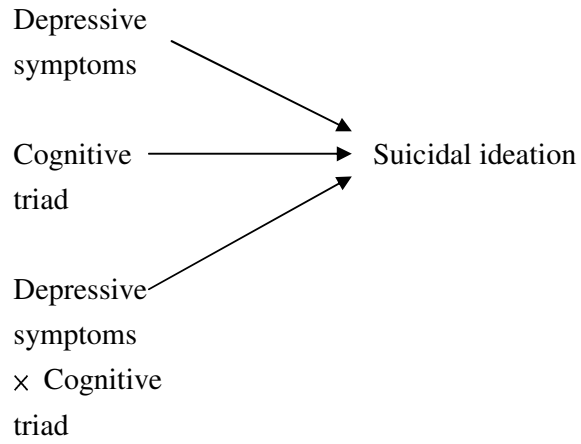 Depressive
symptoms
Cognitive
triad
Suicidal ideation
Depressive
symptoms
× Cognitive
triad